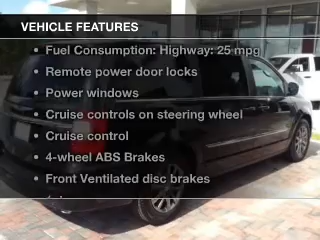 VEHICLE FEATURES
• Fuel Consumption: Highway: 25 mpg
• Remote power door locks
• Power windows
• Cruise controls on steering wheel
• Cruise control
• 4-wheel ABS Brakes
• Front Ventilated disc brakes